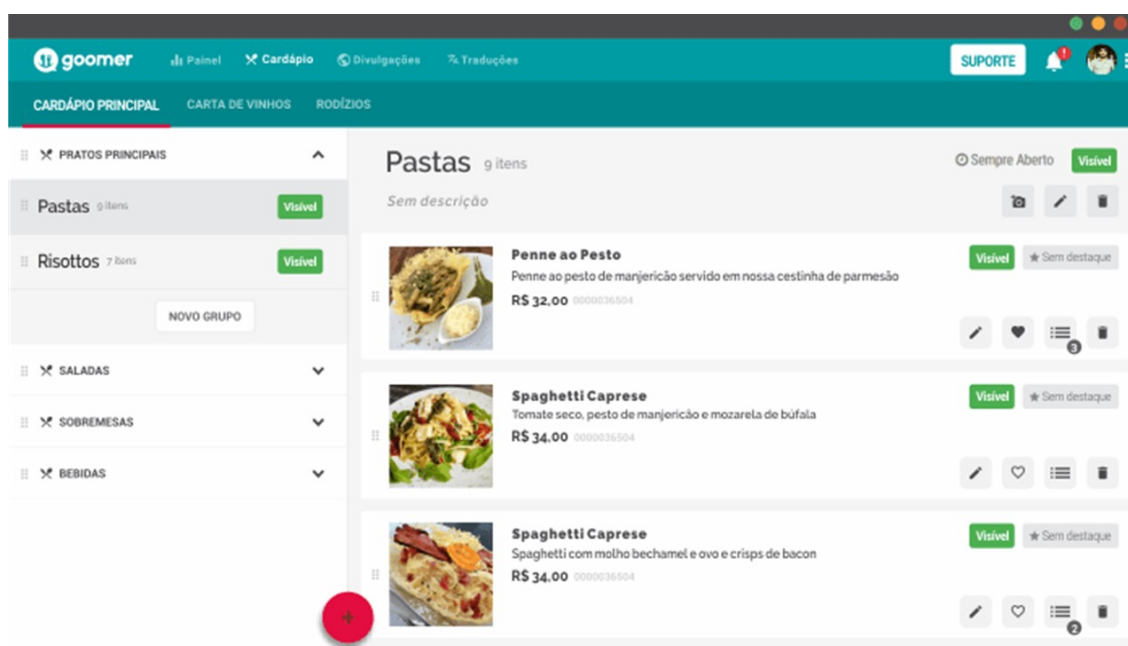 goomer Painel Cardápio Divulgações Traduções SUPORTE
CARDÁPIO PRINCIPAL CARTA DE VINHOS RODÍZIOS
PRATOS PRINCIPAIS
Pastas 9 itens Visível
Risottos 7 itens Visível
NOVO GRUPO
SALADAS
SOBREMESAS
BEBIDAS
Pastas 9 itens Sempre Aberto Visível
Sem descrição
Penne ao Pesto Visível Sem destaque
Penne ao pesto de manjericão servido em nossa cestinha de parmesão
R$ 32,00 0000036504
3
Spaghetti Caprese Visível Sem destaque
Tomate seco, pesto de manjericão e mozarela de búfala
R$ 34,00 0000036504
Spaghetti Caprese Visível Sem destaque
Spaghetti com molho bechamel e ovo e crisps de bacon
R$ 34,00 0000036504
2